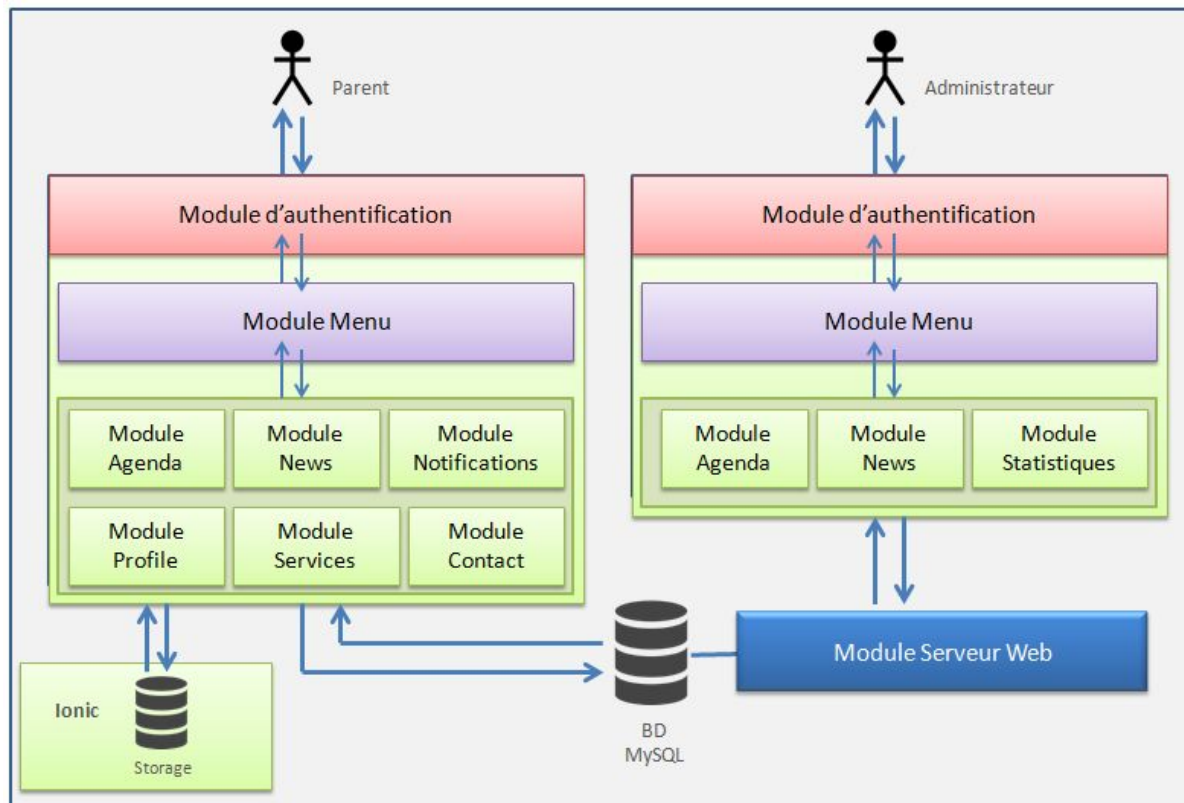 Parent
Administrateur
Module d'authentification
Module d'authentification
Module Menu
Module Menu
Module
Agenda
Module
News
Module
Notifications
Module
Agenda
Module
News
Module
Statistiques
Module
Profile
Module
Services
Module
Contact
Module Serveur Web
Ionic
Storage
BD
MySQL